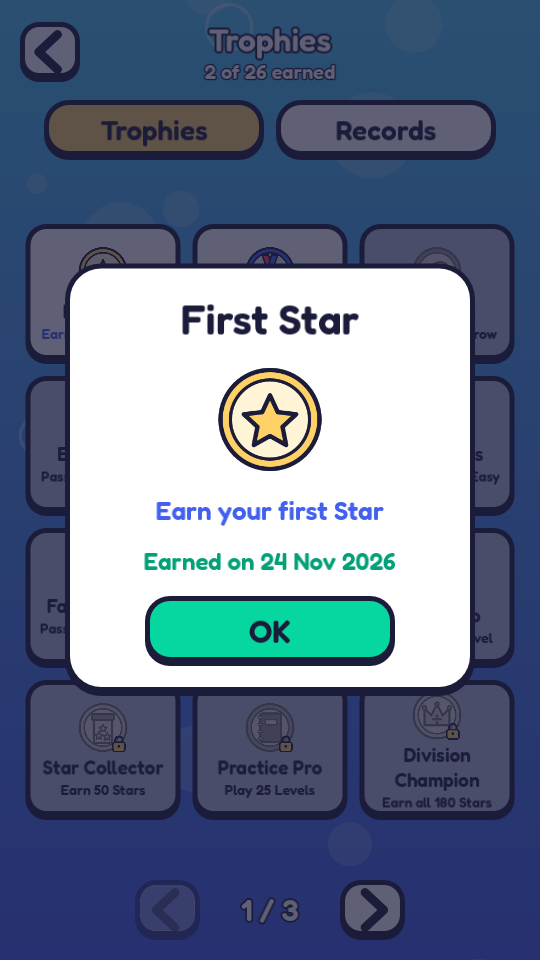 Trophies
2 of 26 earned
Trophies
Records
First Star
Earn your first Star
Earned on 24 Nov 2026
OK
Star Collector
Earn 50 Stars
Practice Pro
Play 25 Levels
Division
Champion
Earn all 180 Stars
1 / 3